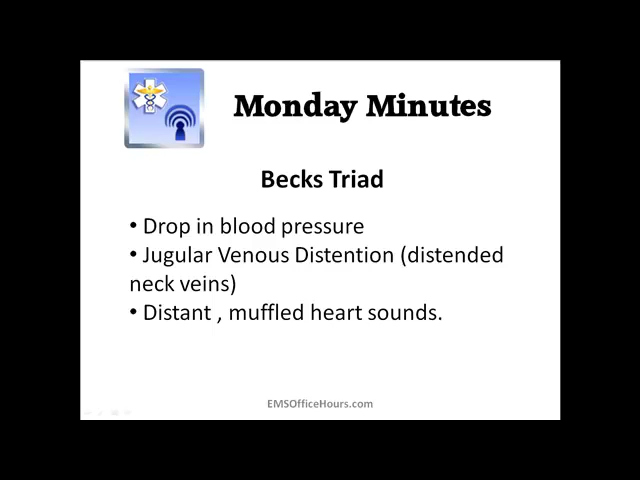 Monday Minutes
Becks Triad
• Drop in blood pressure
• Jugular Venous Distention (distended
neck veins)
• Distant , muffled heart sounds.
EMSOfficeHours.com